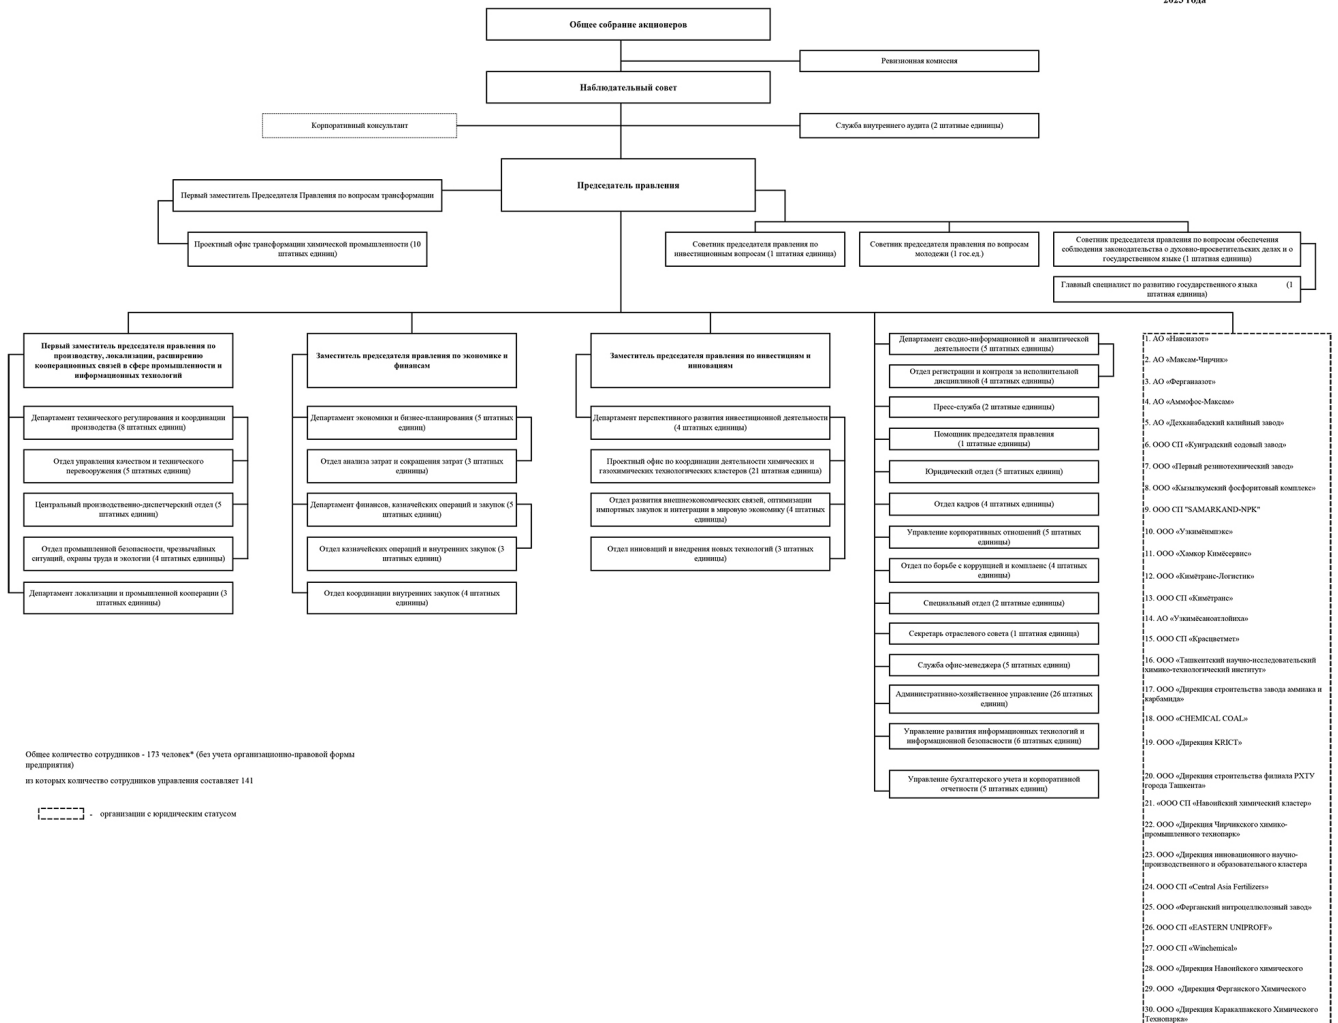 2023 года
Общее собрание акционеров
Ревизионная комиссия
Наблюдательный совет
Корпоративный консультант
Служба внутреннего аудита (2 штатные единицы)
Председатель правления
Первый заместитель Председателя Правления по вопросам трансформации
Проектный офис трансформации химической промышленности (10
штатных единиц)
Советник председателя правления по
инвестиционным вопросам (1 штатная единица)
Советник председателя правления по вопросам
молодежи (1 гос.ед.)
Советник председателя правления по вопросам обеспечения
соблюдения законодательства о духовно-просветительских делах и о
государственном языке (1 штатная единица)
Главный специалист по развитию государственного языка (1
штатная единица)
Первый заместитель председателя правления по
производству, локализации, расширению
кооперационных связей в сфере промышленности и
информационных технологий
Департамент технического регулирования и координации
производства (8 штатных единиц)
Отдел управления качеством и технического
перевооружения (5 штатных единиц)
Центральный производственно-диспетчерский отдел (5
штатных единиц)
Отдел промышленной безопасности, чрезвычайных
ситуаций, охраны труда и экологии (4 штатные единицы)
Департамент локализации и промышленной кооперации (3
штатные единицы)
Заместитель председателя правления по экономике и
финансам
Департамент экономики и бизнес-планирования (5 штатных
единиц)
Отдел анализа затрат и сокращения затрат (3 штатные
единицы)
Департамент финансов, казначейских операций и закупок (5
штатных единиц)
Отдел казначейских операций и внутренних закупок (3
штатные единицы)
Отдел координации внутренних закупок (4 штатные
единицы)
Заместитель председателя правления по инвестициям и
инновациям
Департамент перспективного развития инвестиционной деятельности
(4 штатные единицы)
Проектный офис по координации деятельности химических и
газохимических технологических кластеров (21 штатная единица)
Отдел развития внешнеэкономических связей, оптимизации
импортных закупок и интеграции в мировую экономику (4 штатные
единицы)
Отдел инноваций и внедрения новых технологий (3 штатные
единицы)
Департамент сводно-информационной и аналитической
деятельности (5 штатных единиц)
Отдел регистрации и контроля за исполнительной
дисциплиной (4 штатные единицы)
Пресс-служба (2 штатные единицы)
Помощник председателя правления
(1 штатные единицы)
Юридический отдел (5 штатных единиц)
Отдел кадров (4 штатных единицы)
Управление корпоративных отношений (5 штатных
единицы)
Отдел по борьбе с коррупцией и комплаенс (4 штатных
единицы)
Специальный отдел (2 штатные единицы)
Секретарь отраслевого совета (1 штатная единица)
Служба офис-менеджера (5 штатных единиц)
Административно-хозяйственное управление (26 штатных
единиц)
Управление развития информационных технологий и
информационной безопасности (6 штатных единиц)
Управление бухгалтерского учета и корпоративной
отчетности (5 штатных единиц)
1. АО «Навоиазот»
2. АО «Максам-Чирчик»
3. АО «Ферганаазот»
4. АО «Аммофос-Максам»
5. АО «Дехканабадский калийный завод»
6. ООО СП «Кунградский содовый завод»
7. ООО «Первый резинотехнический завод»
8. ООО «Кызылкумский фосфоритовый комплекс»
9. ООО СП "SAMARKAND-NPK"
10. ООО «Узкимёимпэкс»
11. ООО «Хамкор Кимёсервис»
12. ООО «Кимётранс-Логистик»
13. ООО СП «Кимётранс»
14. АО «Узкимёсаноатлойиха»
15. ООО СП «Красцветмет»
16. ООО «Ташкентский научно-исследовательский
химико-технологический институт»
17. ООО «Дирекция строительства завода аммиака и
карбамида»
18. ООО «CHEMICAL COAL»
19. ООО «Дирекция KRICT»
20. ООО «Дирекция строительства филиала РХТУ
города Ташкента»
21. «ООО СП «Навоийский химический кластер»
22. ООО «Дирекция Чирчикского химико-
промышленного технопарк»
23. ООО «Дирекция инновационного научно-
производственного и образовательного кластера
24. ООО СП «Central Asia Fertilizers»
25. ООО «Ферганский нитроцеллюлозный завод»
26. ООО СП «EASTERN UNIPROFF»
27. ООО СП «Winchemical»
28. ООО «Дирекция Навоийского химического
29. ООО «Дирекция Ферганского Химического
30. ООО «Дирекция Каракалпакского Химического
Технопарка»
Общее количество сотрудников - 173 человек* (без учета организационно-правовой формы
предприятия)
из которых количество сотрудников управления составляет 141
- организации с юридическим статусом